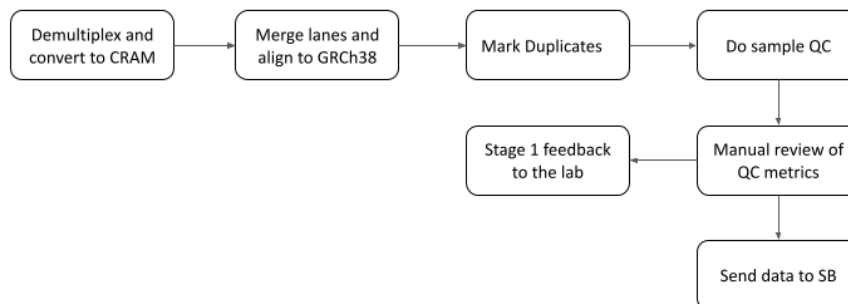 Demultiplex and
convert to CRAM
Merge lanes and
align to GRCh38
Mark Duplicates
Do sample QC
Stage 1 feedback
to the lab
Manual review of
QC metrics
Send data to SB